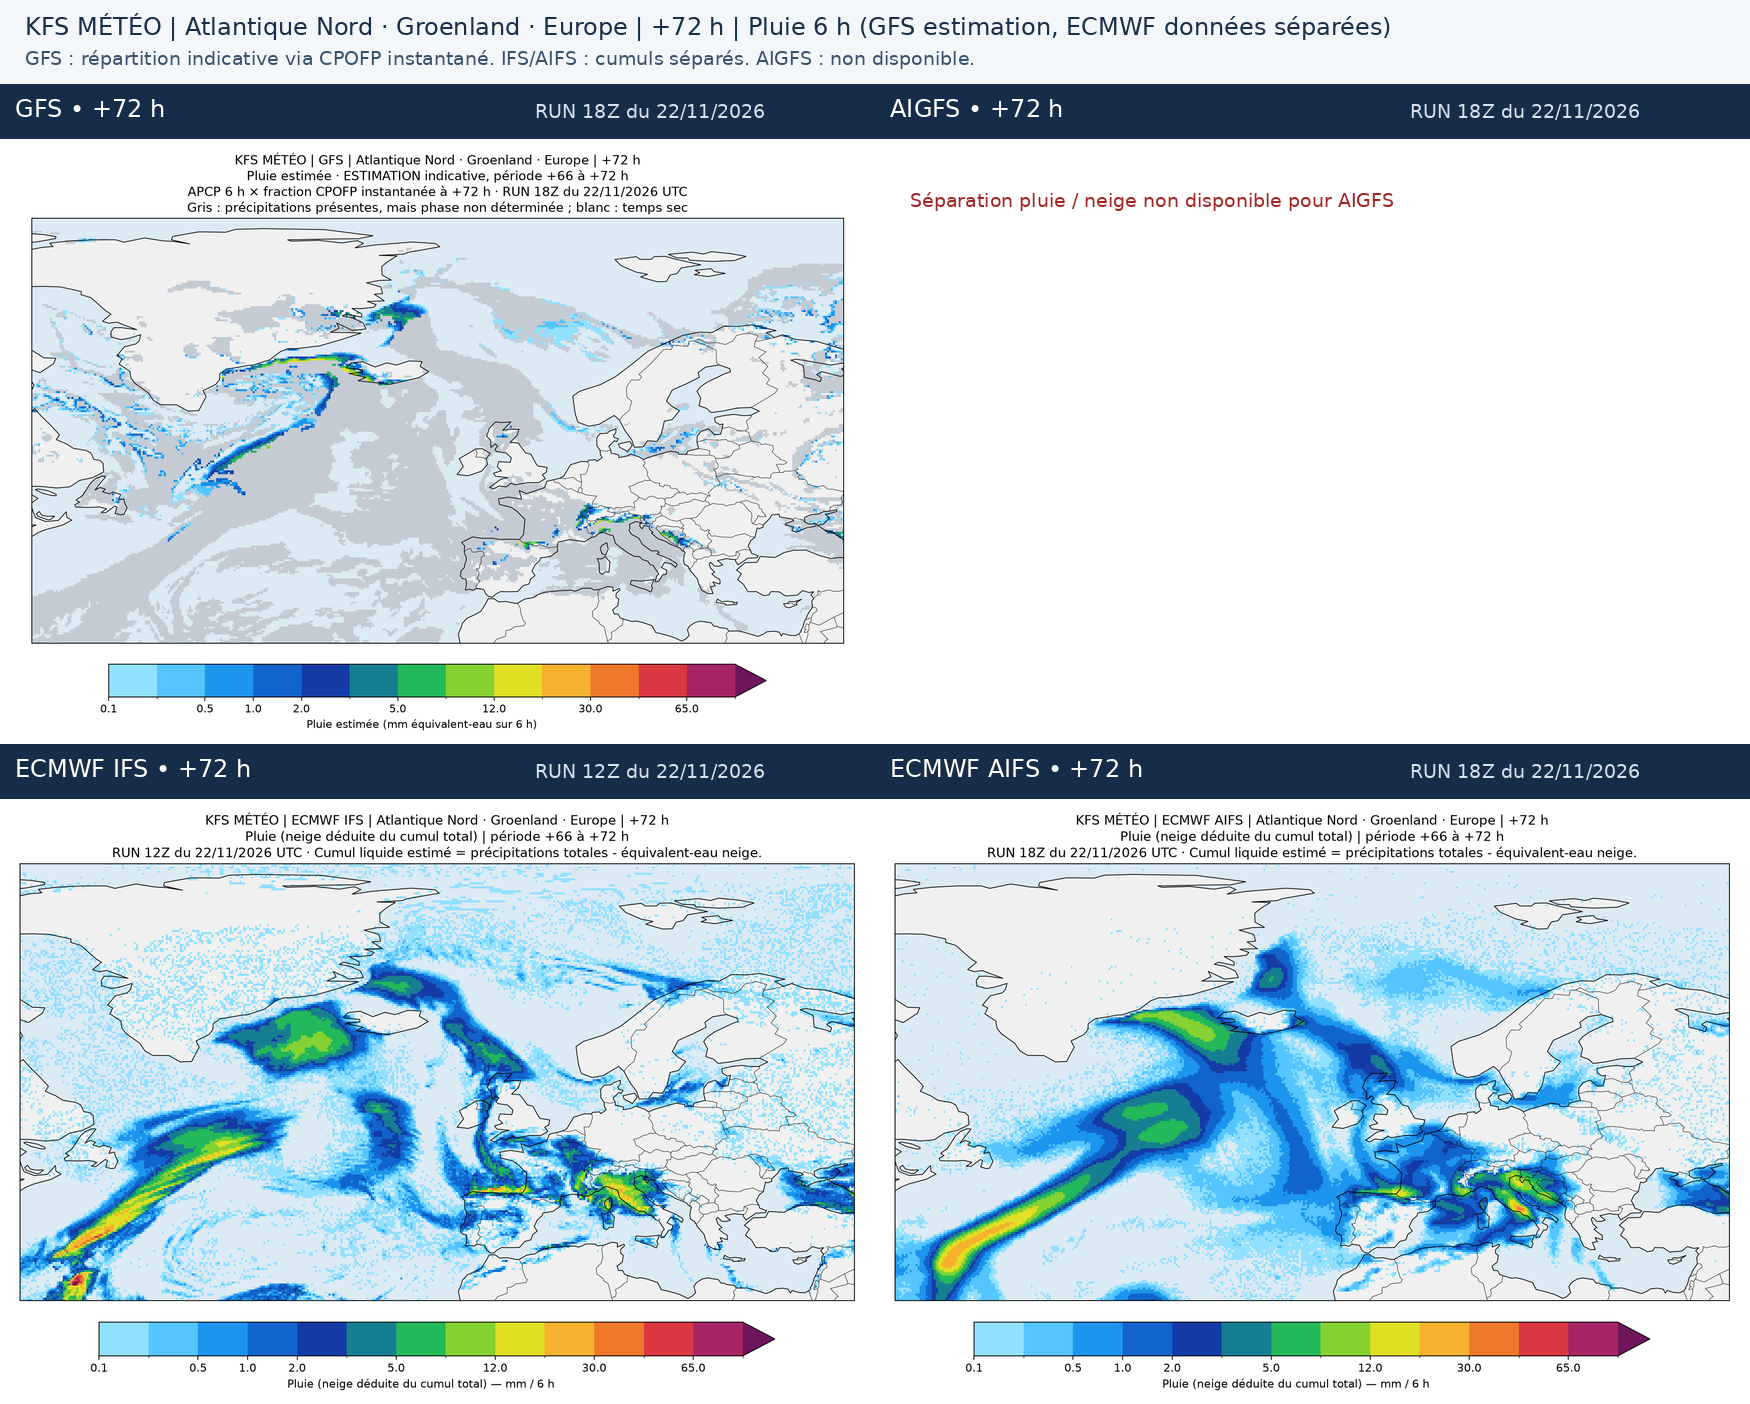 KFS MÉTÉO | Atlantique Nord · Groenland · Europe | +72 h | Pluie 6 h (GFS estimation, ECMWF données séparées)
GFS : répartition indicative via CPOFP instantané. IFS/AIFS : cumuls séparés. AIGFS : non disponible.
GFS • +72 h
RUN 18Z du 22/11/2026
AIGFS • +72 h
RUN 18Z du 22/11/2026
KFS MÉTÉO | GFS | Atlantique Nord · Groenland · Europe | +72 h
Pluie estimée · ESTIMATION indicative, période +66 à +72 h
APCP 6 h × fraction CPOFP instantanée à +72 h · RUN 18Z du 22/11/2026 UTC
Gris : précipitations présentes, mais phase non déterminée ; blanc : temps sec
0.1 0.5 1.0 2.0 5.0 12.0 30.0 65.0
Pluie estimée (mm équivalent-eau sur 6 h)
Séparation pluie / neige non disponible pour AIGFS
ECMWF IFS • +72 h
RUN 12Z du 22/11/2026
ECMWF AIFS • +72 h
RUN 18Z du 22/11/2026
KFS MÉTÉO | ECMWF IFS | Atlantique Nord · Groenland · Europe | +72 h
Pluie (neige déduite du cumul total) | période +66 à +72 h
RUN 12Z du 22/11/2026 UTC · Cumul liquide estimé = précipitations totales - équivalent-eau neige.
0.1 0.5 1.0 2.0 5.0 12.0 30.0 65.0
Pluie (neige déduite du cumul total) — mm / 6 h
KFS MÉTÉO | ECMWF AIFS | Atlantique Nord · Groenland · Europe | +72 h
Pluie (neige déduite du cumul total) | période +66 à +72 h
RUN 18Z du 22/11/2026 UTC · Cumul liquide estimé = précipitations totales - équivalent-eau neige.
0.1 0.5 1.0 2.0 5.0 12.0 30.0 65.0
Pluie (neige déduite du cumul total) — mm / 6 h